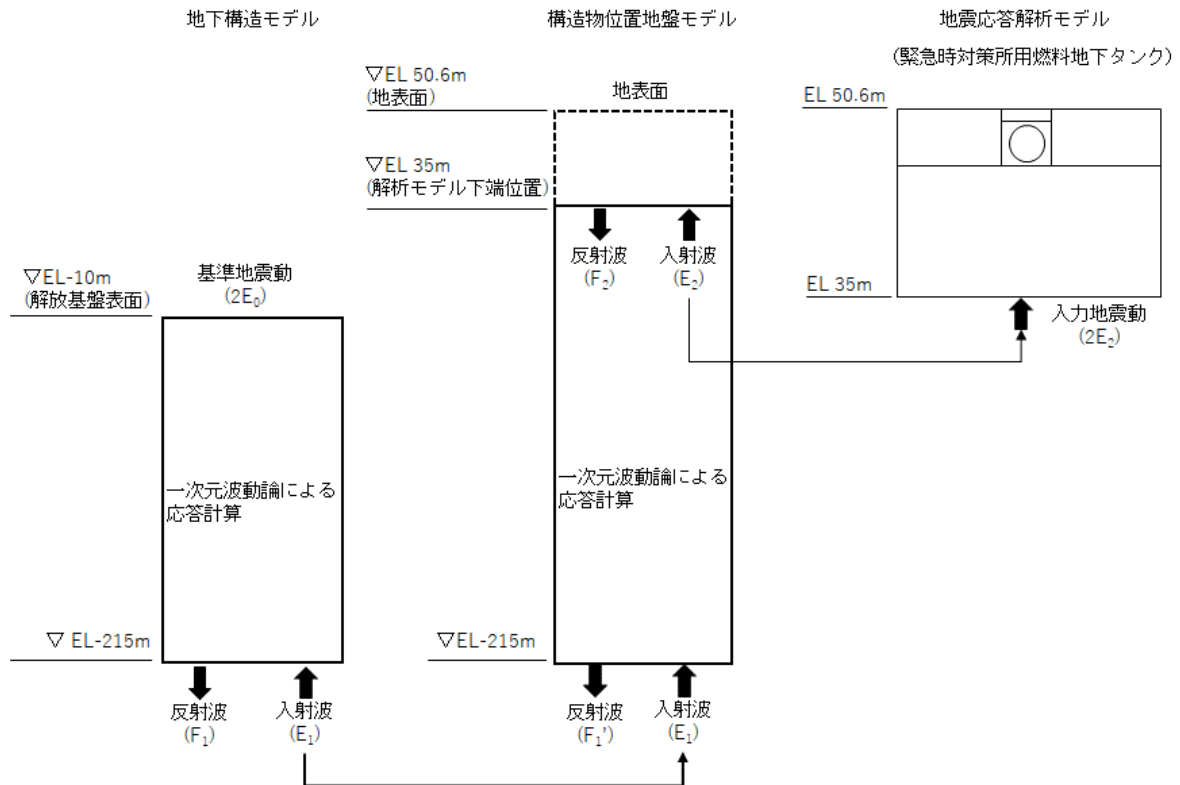 地下構造モデル
▽EL-10m
(解放基盤表面)
基準地震動
(2E₀)
一次元波動論による
応答計算
▽ EL-215m
反射波
(F₁)
入射波
(E₁)
構造物位置地盤モデル
▽EL 50.6m
(地表面)
地表面
▽EL 35m
(解析モデル下端位置)
反射波
(F₂)
入射波
(E₂)
一次元波動論による
応答計算
▽EL-215m
反射波
(F₁')
入射波
(E₁)
地震応答解析モデル
(緊急時対策所用燃料地下タンク)
EL 50.6m
EL 35m
入力地震動
(2E₂)